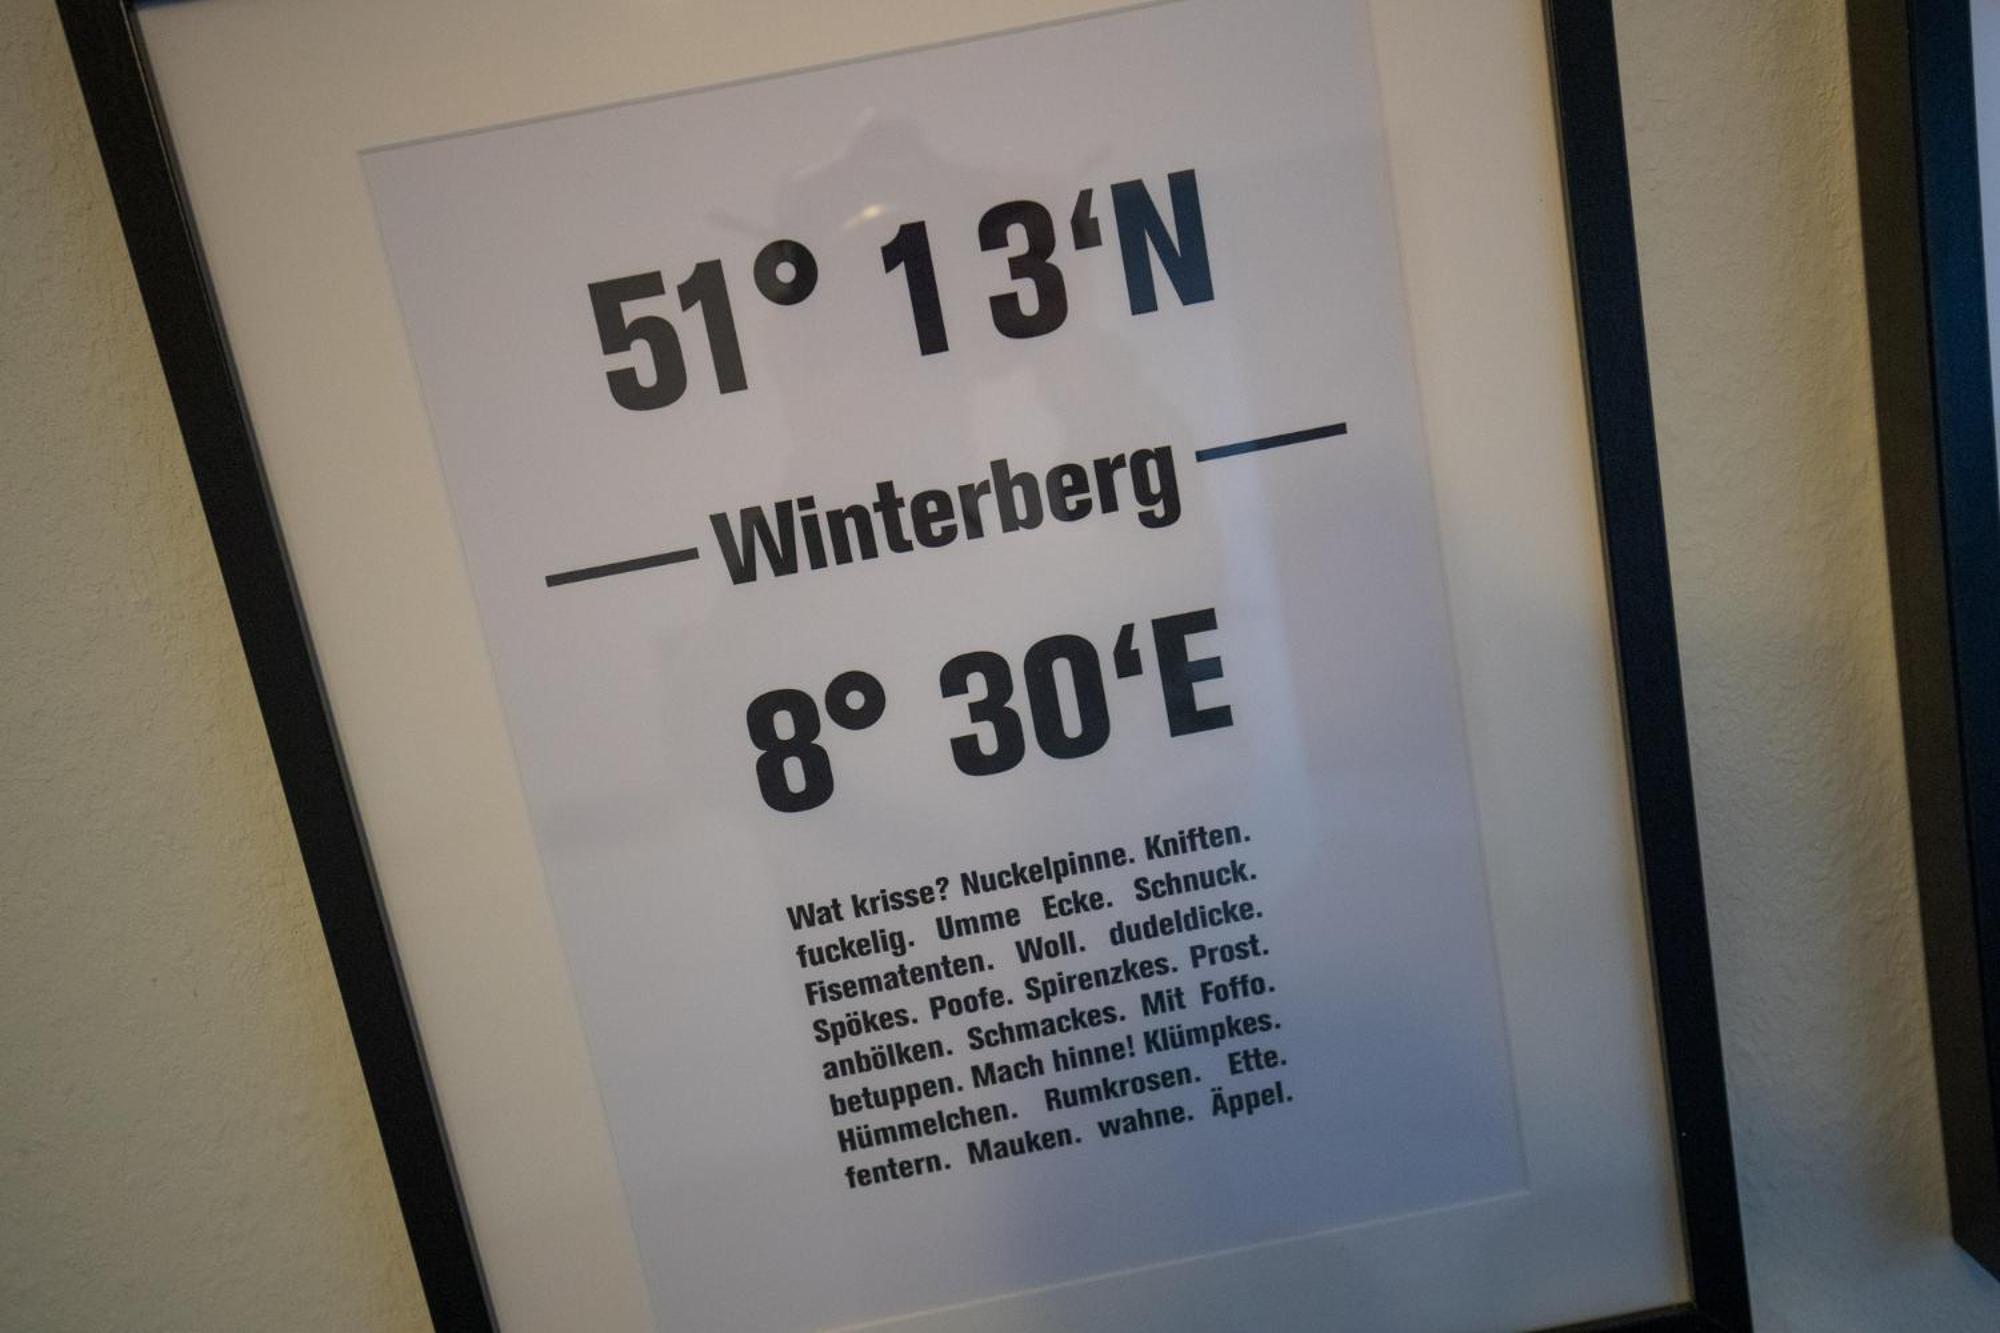 51° 13‘N
Winterberg
8° 30‘E
Wat krisse? Nuckelpinne. Kniften.
fuckelig. Umme Ecke. Schnuck.
Fisematenten. Woll. dudeldicke.
Spökes. Poofe. Spirenzkes. Prost.
anbölken. Schmackes. Mit Foffo.
betuppen. Mach hinne! Klümpkes.
Hümmelchen. Rumkrosen. Ette.
fentern. Mauken. wahne. Äppel.